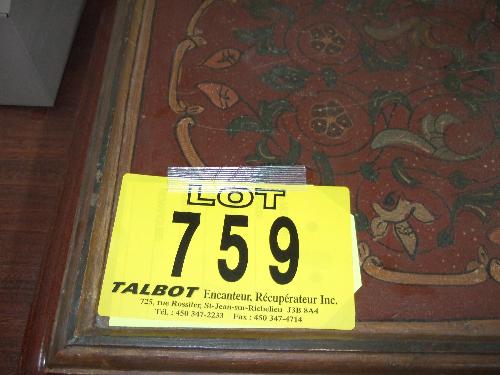 LOT
759
TALBOT Encanteur, Récupérateur Inc.
725, rue Rossiter, St-Jean-sur-Richelieu J3B 8A4
Tél. : 450 347-2233 Fax : 450 347-4714